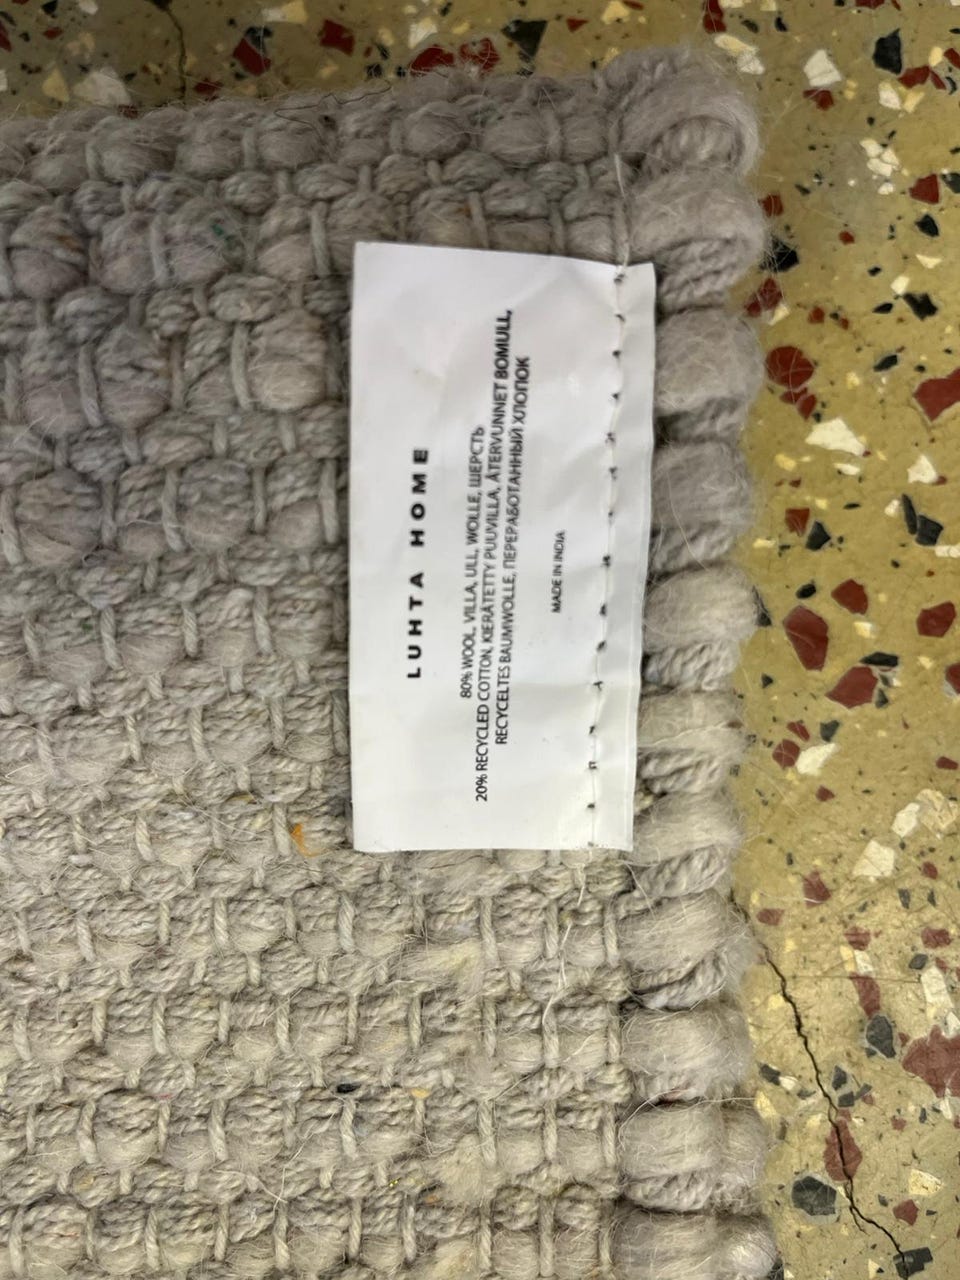 LUHTA HOME
80% WOOL, VILLA, ULL, WOLLE, ШЕРСТЬ
20% RECYCLED COTTON, KIERÄTETTY PUUVILLA, ÅTERVUNNET BOMULL,
RECYCELTES BAUMWOLLE, ПЕРЕРАБОТАННЫЙ ХЛОПОК
MADE IN INDIA